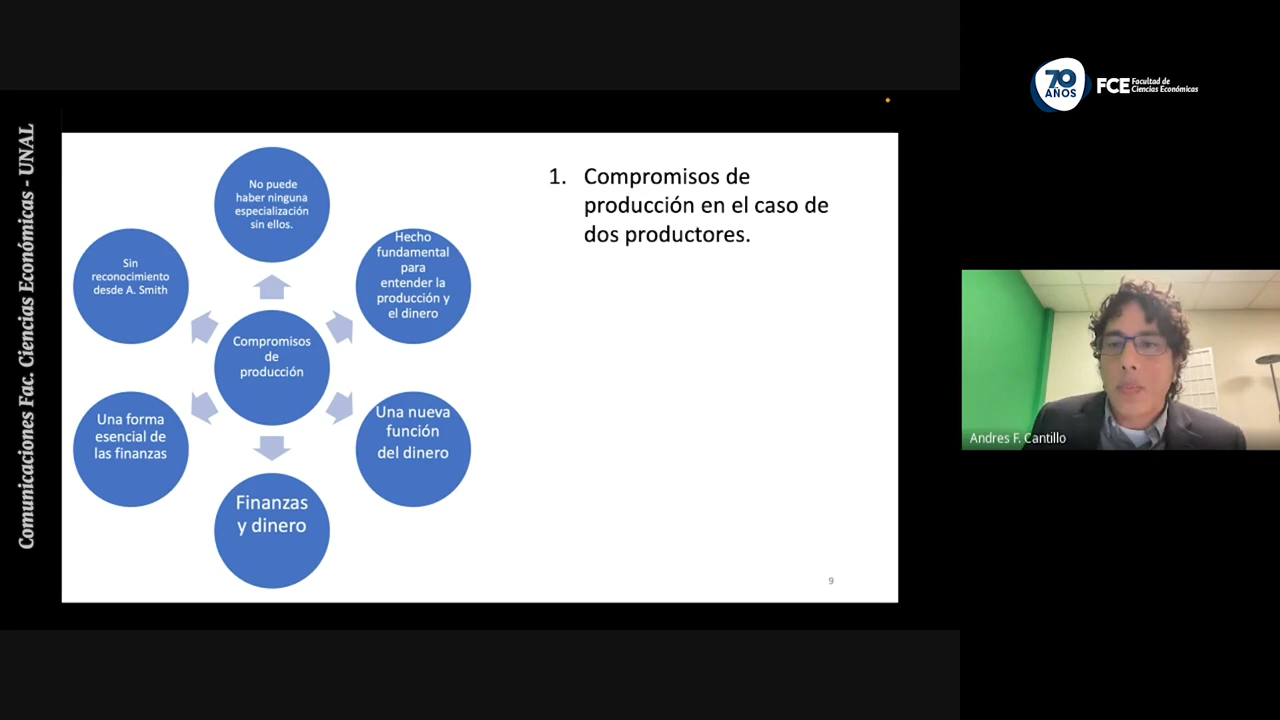 Comunicaciones Fac. Ciencias Económicas - UNAL
No puede
haber ninguna
especialización
sin ellos.
Hecho
fundamental
para
entender la
producción y
el dinero
Una nueva
función
del dinero
Finanzas
y dinero
Una forma
esencial de
las finanzas
Sin
reconocimiento
desde A. Smith
Compromisos
de
producción
1. Compromisos de
producción en el caso de
dos productores.
9
70
AÑOS
FCE
Facultad de
Ciencias Económicas
Andres F. Cantillo